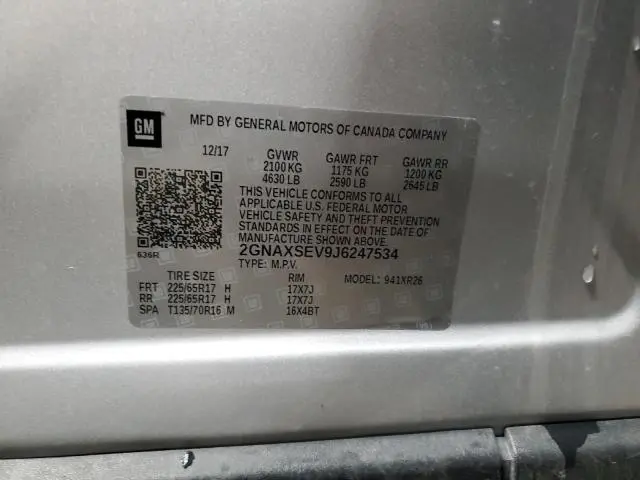 GM
MFD BY GENERAL MOTORS OF CANADA COMPANY
12/17 GVWR GAWR FRT GAWR RR
2100 KG 1175 KG 1200 KG
4630 LB 2590 LB 2645 LB
THIS VEHICLE CONFORMS TO ALL
APPLICABLE U.S. FEDERAL MOTOR
VEHICLE SAFETY AND THEFT PREVENTION
STANDARDS IN EFFECT ON THE DATE OF
MANUFACTURE SHOWN ABOVE.
636R 2GNAXSEV9J6247534
TYPE: M.P.V.
TIRE SIZE RIM MODEL: 941XR26
FRT 225/65R17 H 17X7J
RR 225/65R17 H 17X7J
SPA T135/70R16 M 16X4BT